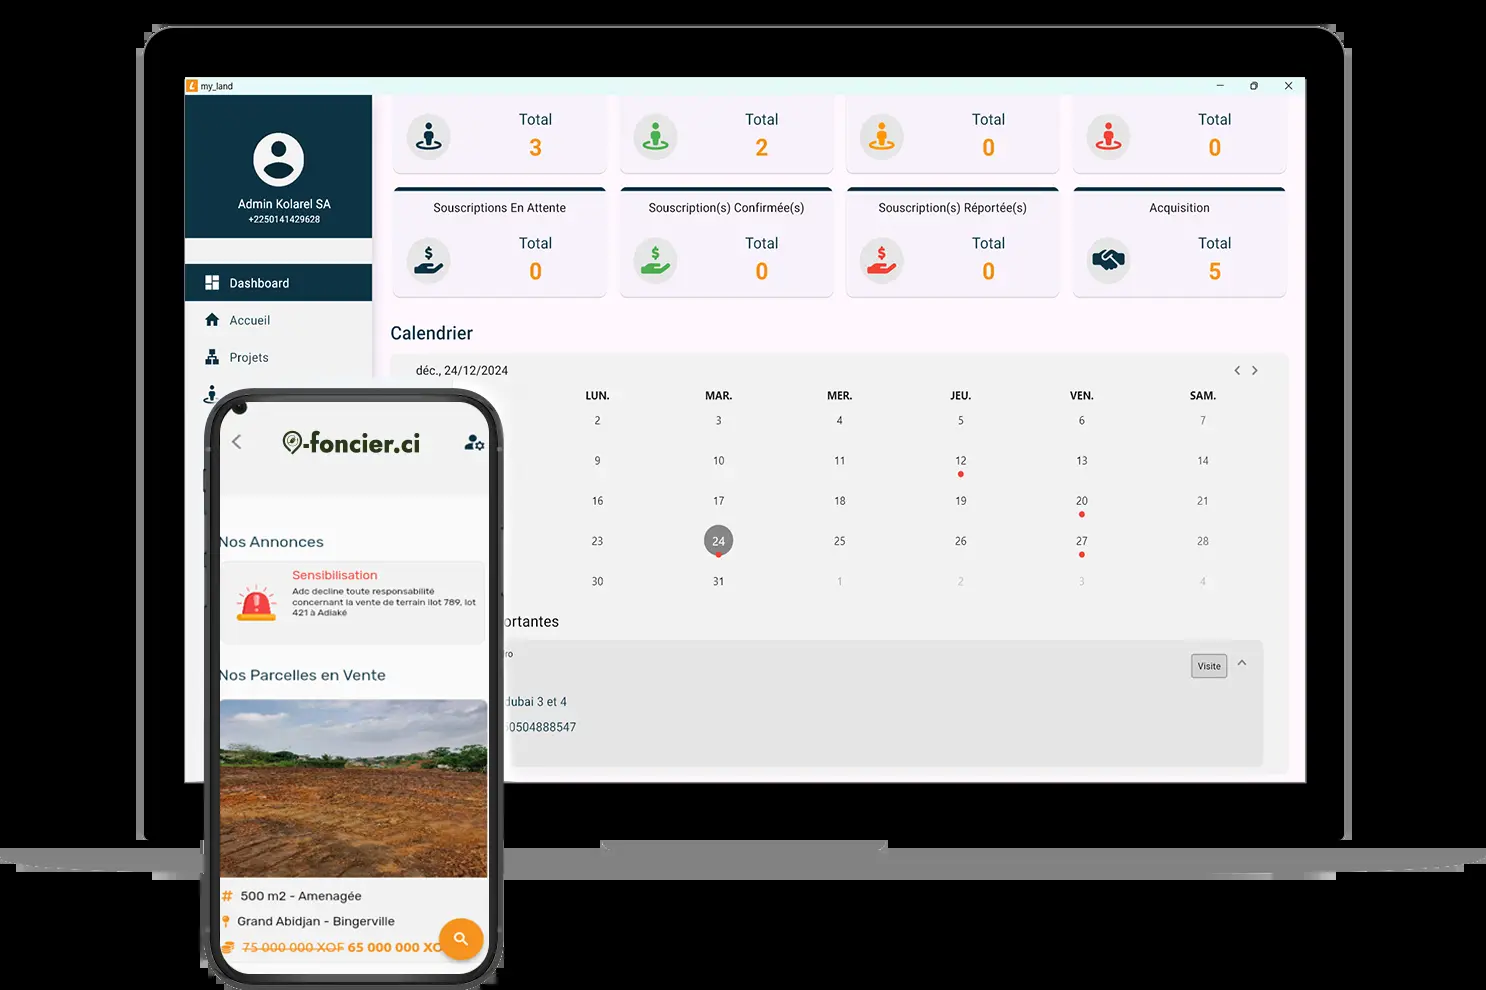 my_land
Admin Kolarel SA
+2250141429628
Dashboard
Accueil
Projets
Total
3
Total
2
Total
0
Total
0
Souscriptions En Attente
Total
0
Souscription(s) Confirmée(s)
Total
0
Souscription(s) Réportée(s)
Total
0
Acquisition
Total
5
Calendrier
déc., 24/12/2024
LUN. MAR. MER. JEU. VEN. SAM.
2 3 4 5 6 7
9 10 11 12 13 14
16 17 18 19 20 21
23 24 25 26 27 28
30 31 1 2 3 4
ortantes
ro
Visite
dubai 3 et 4
0504888547
-foncier.ci
Nos Annonces
Sensibilisation
Adc decline toute responsabilité
concernant la vente de terrain ilot 789, lot
421 à Adiaké
Nos Parcelles en Vente
# 500 m2 - Amenagée
Grand Abidjan - Bingerville
75 000 000 XOF 65 000 000 XO